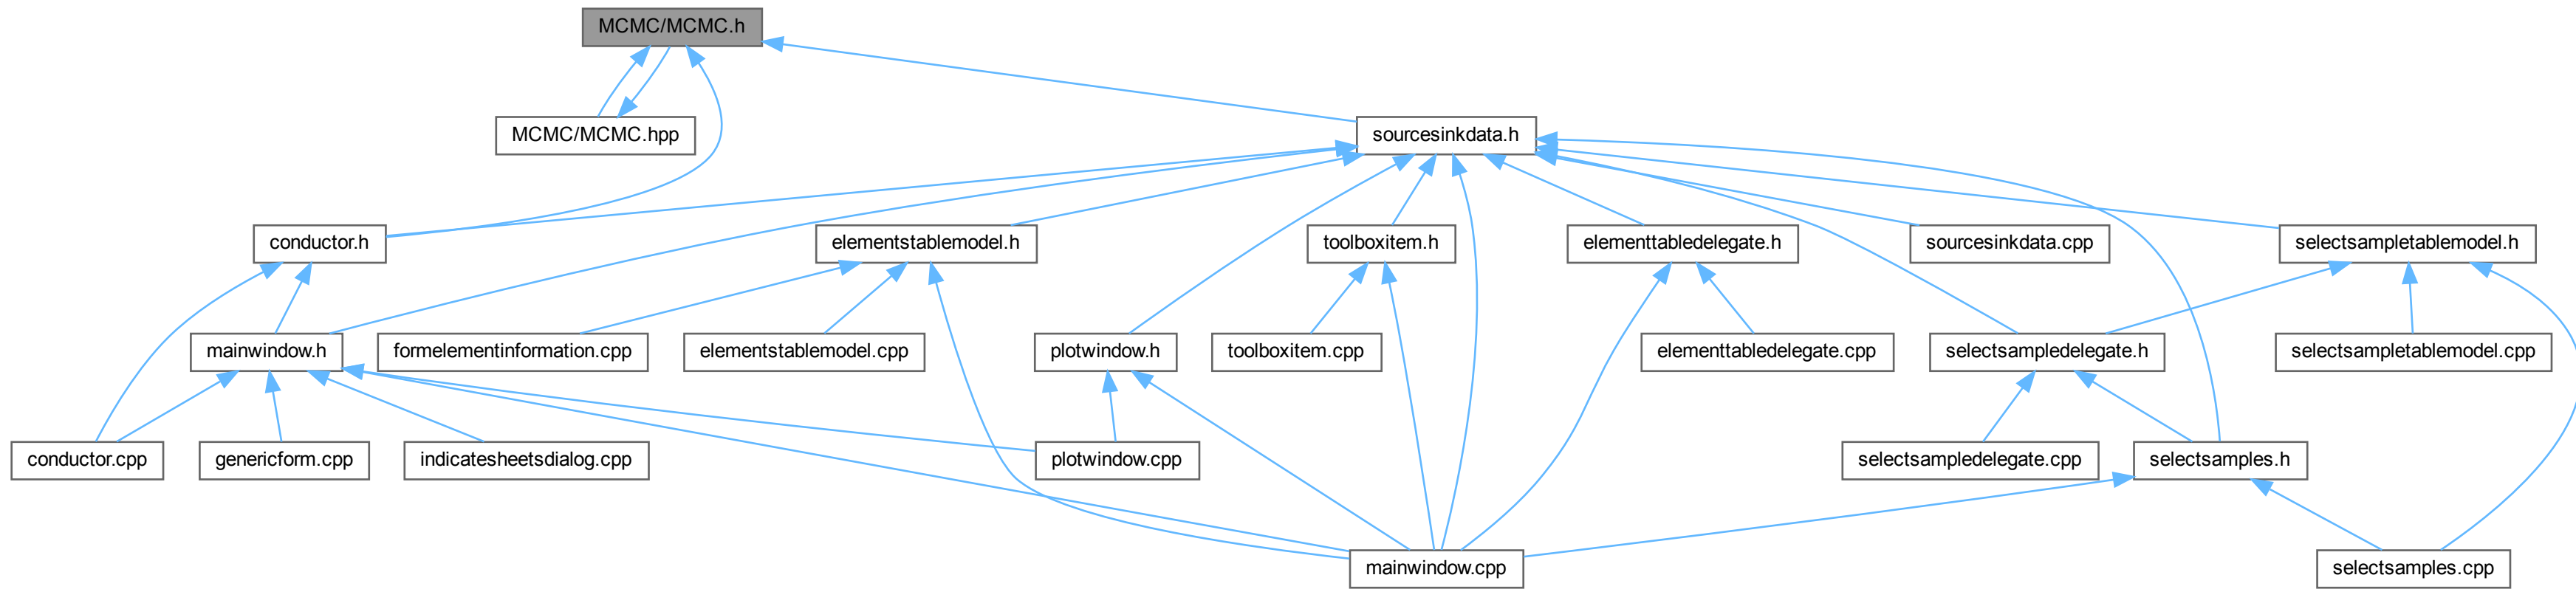 MCMC/MCMC.h
MCMC/MCMC.hpp
sourcesinkdata.h
conductor.h
elementstablemodel.h
toolboxitem.h
elementtabledelegate.h
sourcesinkdata.cpp
selectsampletablemodel.h
mainwindow.h
formelementinformation.cpp
elementstablemodel.cpp
plotwindow.h
toolboxitem.cpp
elementtabledelegate.cpp
selectsampledelegate.h
selectsampletablemodel.cpp
conductor.cpp
genericform.cpp
indicatesheetsdialog.cpp
plotwindow.cpp
selectsampledelegate.cpp
selectsamples.h
mainwindow.cpp
selectsamples.cpp